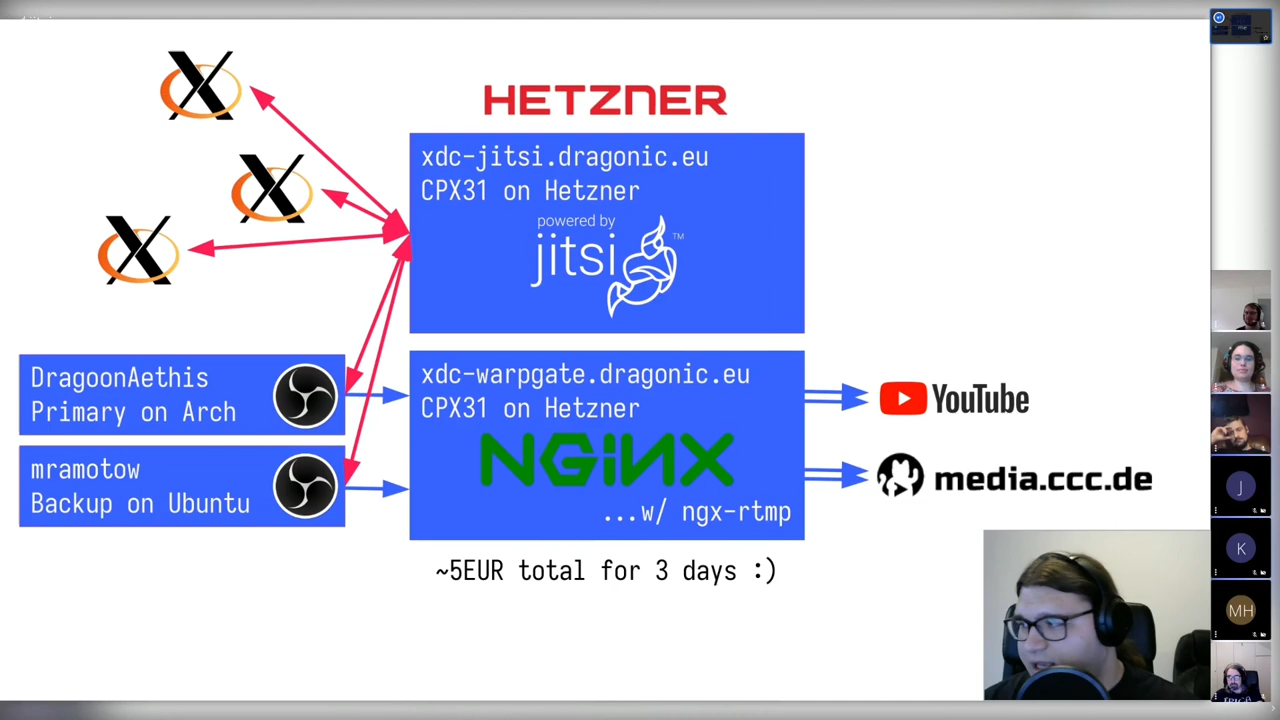 HETZNER
xdc-jitsi.dragonic.eu
CPX31 on Hetzner
powered by
jitsi
™
DragoonAethis
Primary on Arch
mramotow
Backup on Ubuntu
xdc-warpgate.dragonic.eu
CPX31 on Hetzner
NGiNX
...w/ ngx-rtmp
YouTube
media.ccc.de
~5EUR total for 3 days :)
J
K
MH